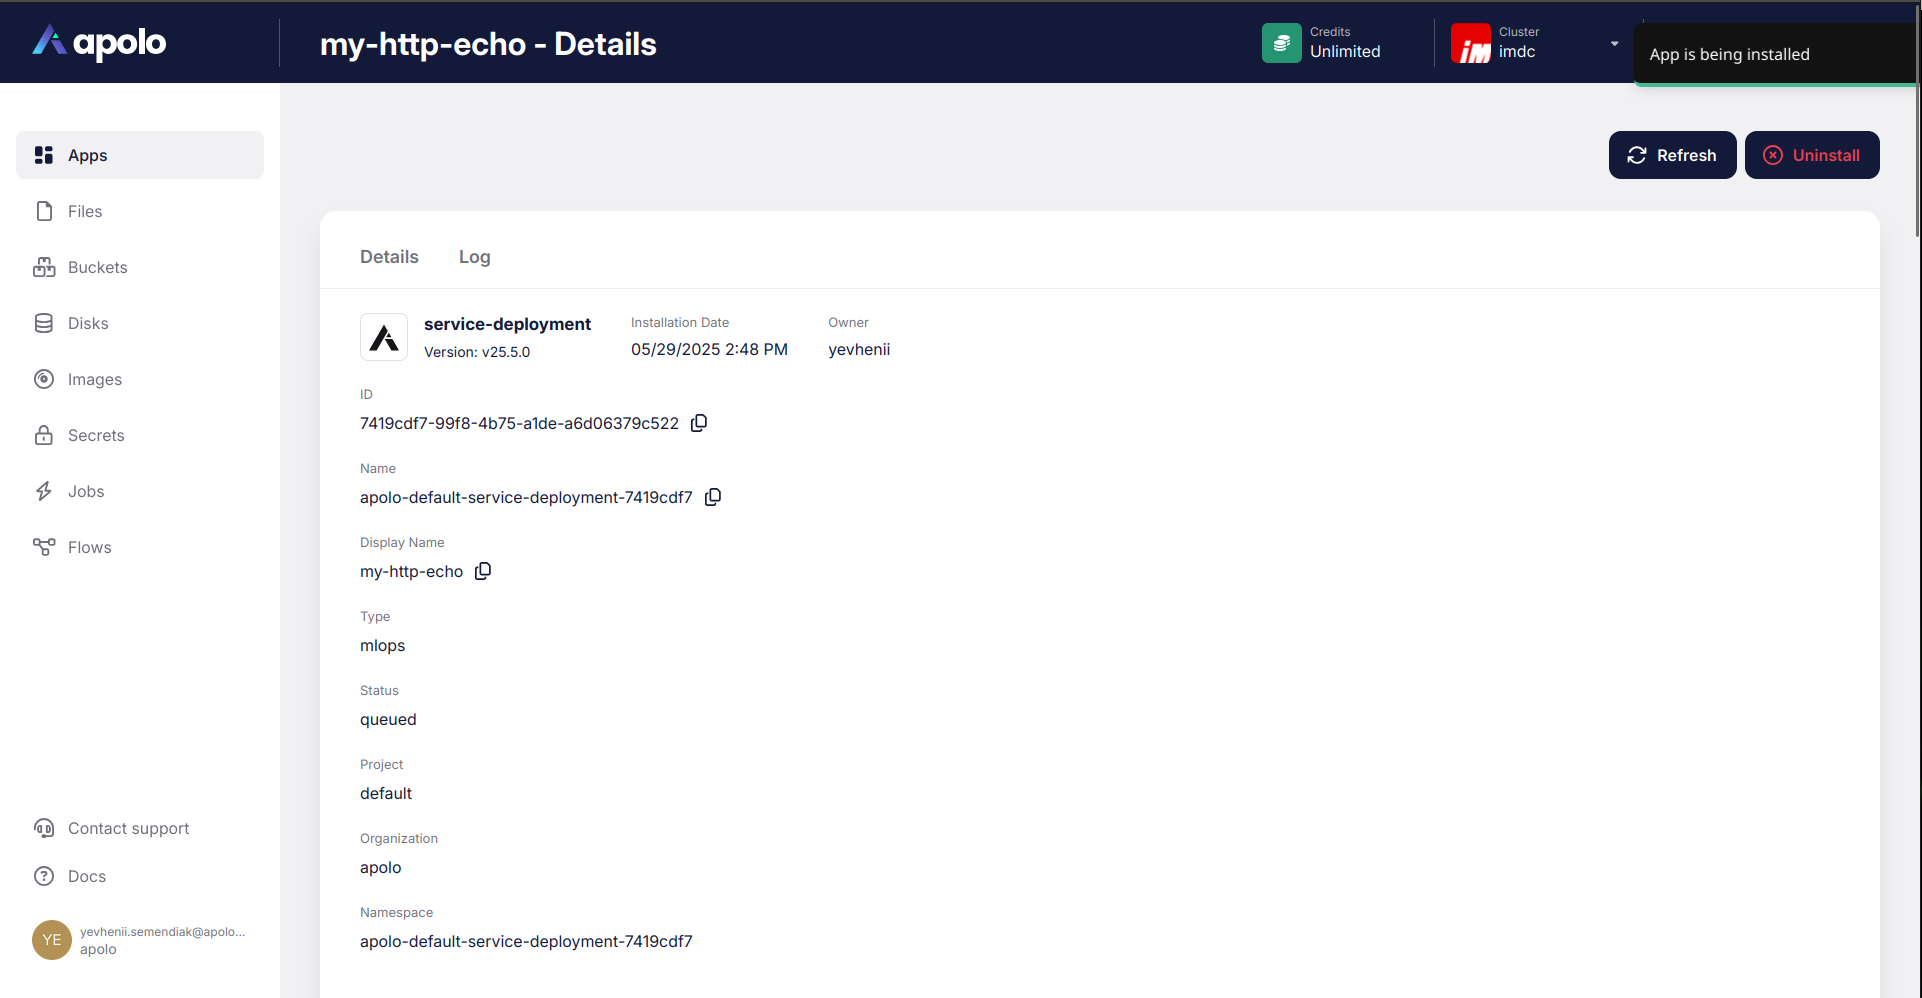 apolo
my-http-echo - Details
Credits
Unlimited
iM
Cluster
imdc
App is being installed
Apps
Files
Buckets
Disks
Images
Secrets
Jobs
Flows
Contact support
Docs
YE
yevhenii.semendiak@apolo...
apolo
Refresh
Uninstall
Details
Log
service-deployment
Version: v25.5.0
Installation Date
05/29/2025 2:48 PM
Owner
yevhenii
ID
7419cdf7-99f8-4b75-a1de-a6d06379c522
Name
apolo-default-service-deployment-7419cdf7
Display Name
my-http-echo
Type
mlops
Status
queued
Project
default
Organization
apolo
Namespace
apolo-default-service-deployment-7419cdf7